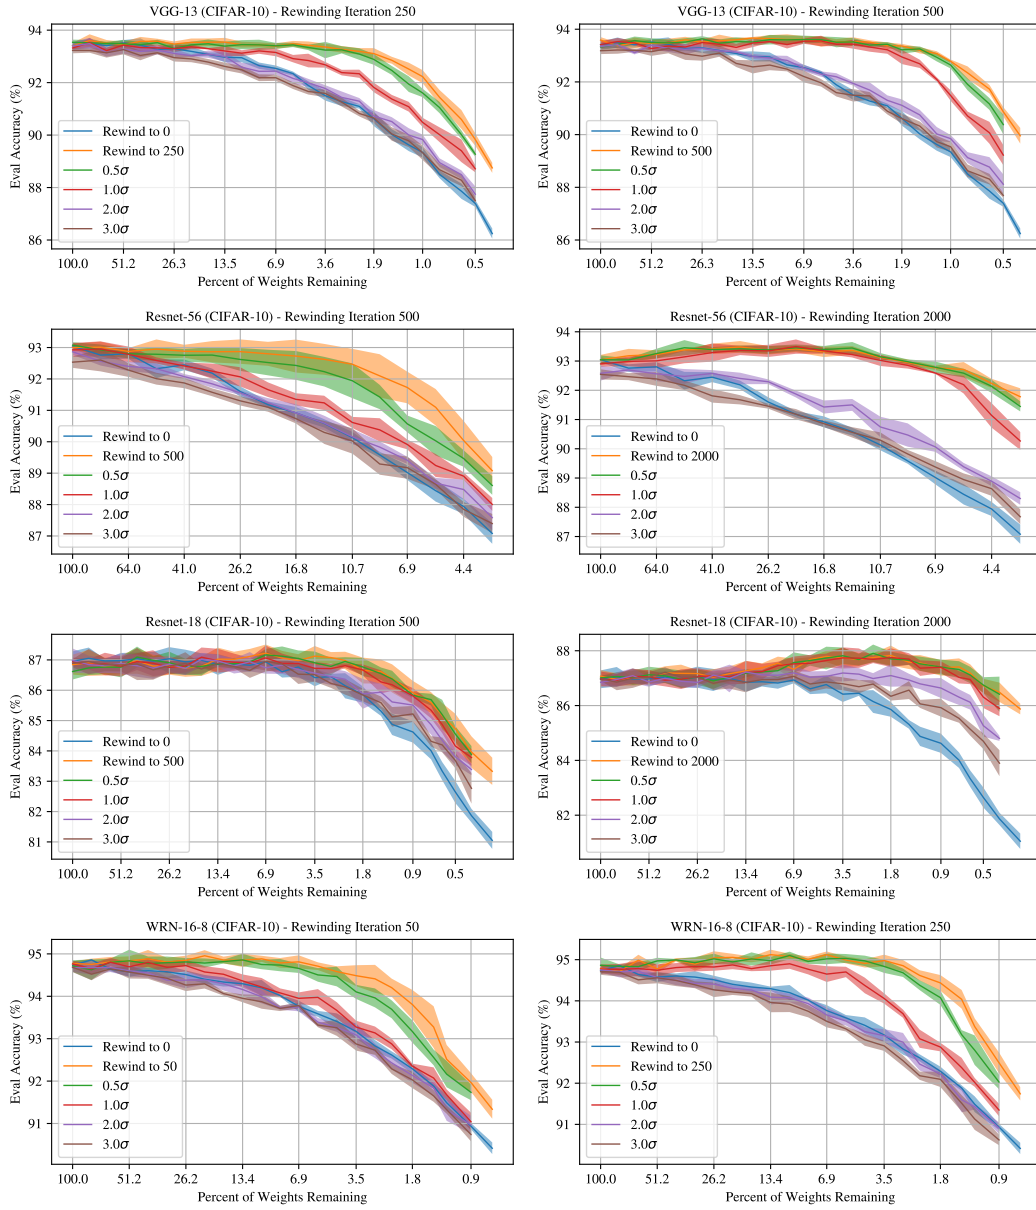 VGG-13 (CIFAR-10) - Rewinding Iteration 250
94
92
90
88
86
Eval Accuracy (%)
Rewind to 0
Rewind to 250
0.5σ
1.0σ
2.0σ
3.0σ
100.0 51.2 26.3 13.5 6.9 3.6 1.9 1.0 0.5
Percent of Weights Remaining
VGG-13 (CIFAR-10) - Rewinding Iteration 500
94
92
90
88
86
Eval Accuracy (%)
Rewind to 0
Rewind to 500
0.5σ
1.0σ
2.0σ
3.0σ
100.0 51.2 26.3 13.5 6.9 3.6 1.9 1.0 0.5
Percent of Weights Remaining
Resnet-56 (CIFAR-10) - Rewinding Iteration 500
93
92
91
90
89
88
87
Eval Accuracy (%)
Rewind to 0
Rewind to 500
0.5σ
1.0σ
2.0σ
3.0σ
100.0 64.0 41.0 26.2 16.8 10.7 6.9 4.4
Percent of Weights Remaining
Resnet-56 (CIFAR-10) - Rewinding Iteration 2000
94
93
92
91
90
89
88
87
Eval Accuracy (%)
Rewind to 0
Rewind to 2000
0.5σ
1.0σ
2.0σ
3.0σ
100.0 64.0 41.0 26.2 16.8 10.7 6.9 4.4
Percent of Weights Remaining
Resnet-18 (CIFAR-10) - Rewinding Iteration 500
87
86
85
84
83
82
81
Eval Accuracy (%)
Rewind to 0
Rewind to 500
0.5σ
1.0σ
2.0σ
3.0σ
100.0 51.2 26.2 13.4 6.9 3.5 1.8 0.9 0.5
Percent of Weights Remaining
Resnet-18 (CIFAR-10) - Rewinding Iteration 2000
88
86
84
82
Eval Accuracy (%)
Rewind to 0
Rewind to 2000
0.5σ
1.0σ
2.0σ
3.0σ
100.0 51.2 26.2 13.4 6.9 3.5 1.8 0.9 0.5
Percent of Weights Remaining
WRN-16-8 (CIFAR-10) - Rewinding Iteration 50
95
94
93
92
91
Eval Accuracy (%)
Rewind to 0
Rewind to 50
0.5σ
1.0σ
2.0σ
3.0σ
100.0 51.2 26.2 13.4 6.9 3.5 1.8 0.9
Percent of Weights Remaining
WRN-16-8 (CIFAR-10) - Rewinding Iteration 250
95
94
93
92
91
Eval Accuracy (%)
Rewind to 0
Rewind to 250
0.5σ
1.0σ
2.0σ
3.0σ
100.0 51.2 26.2 13.4 6.9 3.5 1.8 0.9
Percent of Weights Remaining